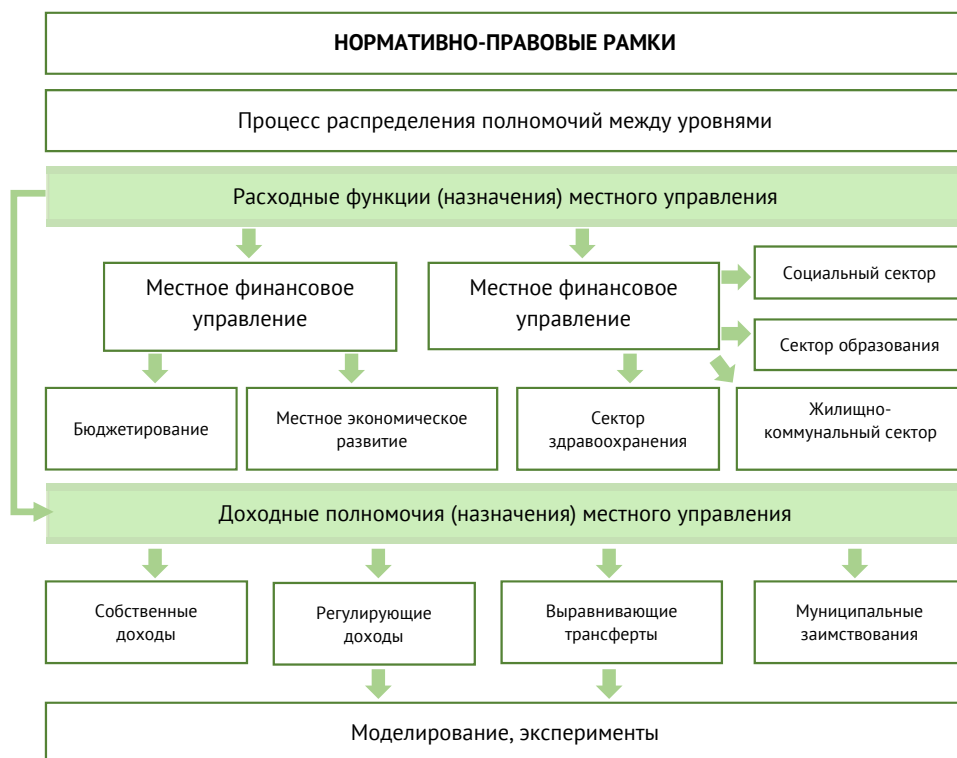 НОРМАТИВНО-ПРАВОВЫЕ РАМКИ
Процесс распределения полномочий между уровнями
Расходные функции (назначения) местного управления
Местное финансовое
управление
Местное финансовое
управление
Социальный сектор
Сектор образования
Бюджетирование
Местное экономическое
развитие
Сектор
здравоохранения
Жилищно-
коммунальный сектор
Доходные полномочия (назначения) местного управления
Собственные
доходы
Регулирующие
доходы
Выравнивающие
трансферты
Муниципальные
заимствования
Моделирование, эксперименты